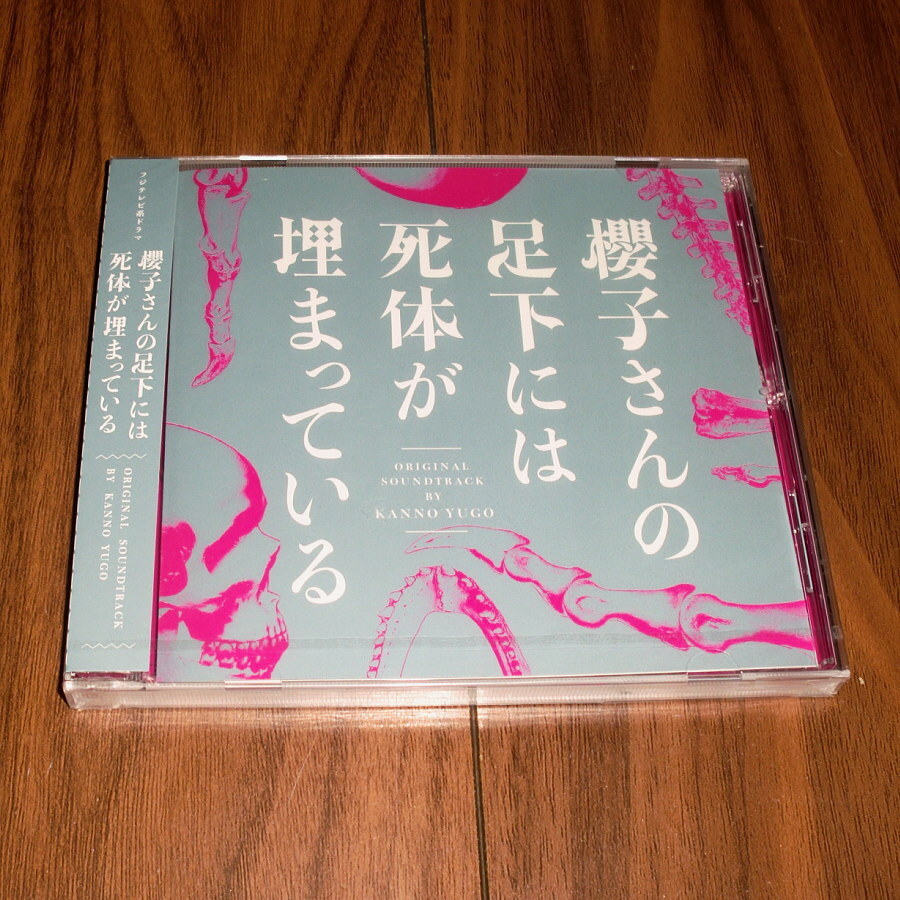 櫻子さんの
足下には
死体が
埋まっている
ORIGINAL
SOUNDTRACK
BY
KANNO YUGO
フジテレビ系ドラマ
櫻子さんの足下には
死体が埋まっている
ORIGINAL SOUNDTRACK
BY KANNO YUGO